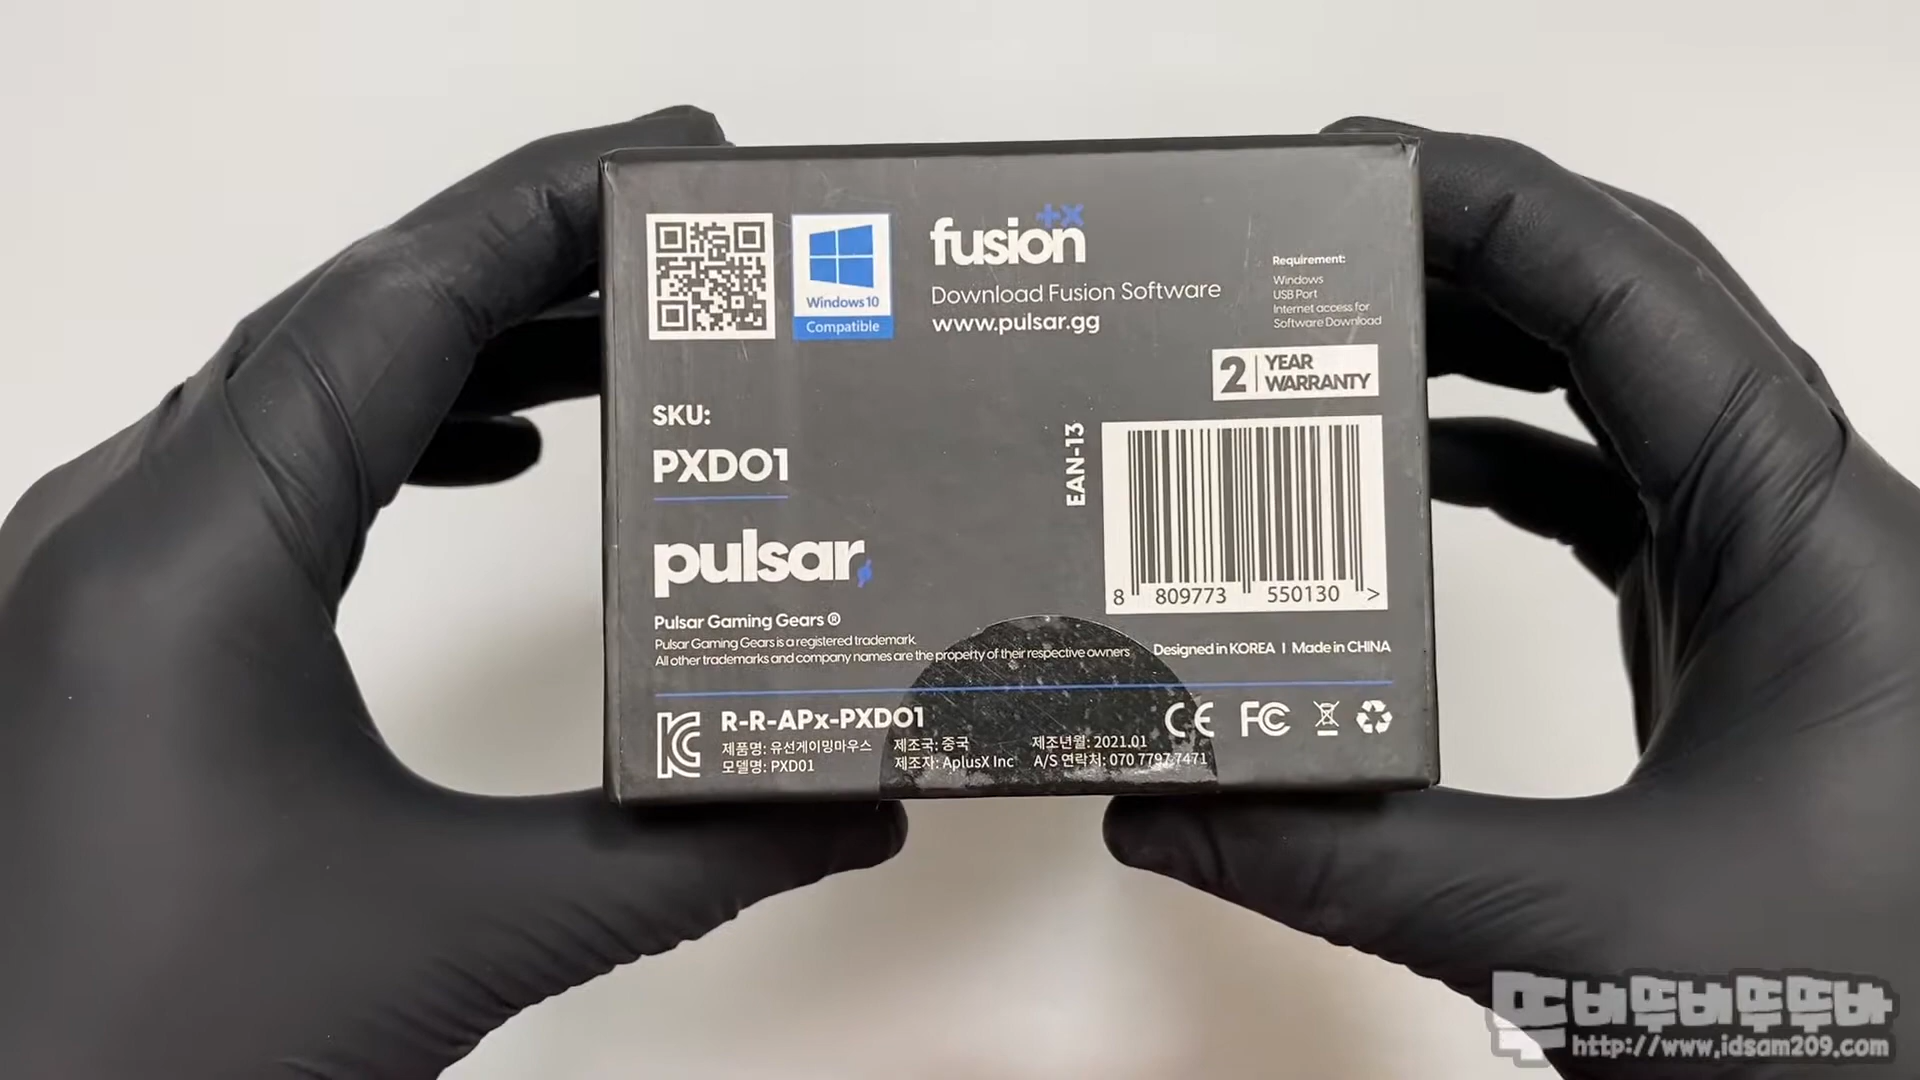 fusion+x
Download Fusion Software
www.pulsar.gg
Windows 10
Compatible
Requirement:
Windows
USB Port
Internet access for
Software Download
2 YEAR
WARRANTY
SKU:
PXD01
EAN-13
8 809773 550130 >
pulsar
Pulsar Gaming Gears ®
Pulsar Gaming Gears is a registered trademark.
All other trademarks and company names are the property of their respective owners
Designed in KOREA I Made in CHINA
R-R-APx-PXD01
제품명: 유선게이밍마우스 제조국: 중국 제조년월: 2021.01
모델명: PXD01 제조자: AplusX Inc A/S 연락처: 070 7797 7471
CE FC
뚜버뚜버뚜뚜바
http://www.idsam209.com